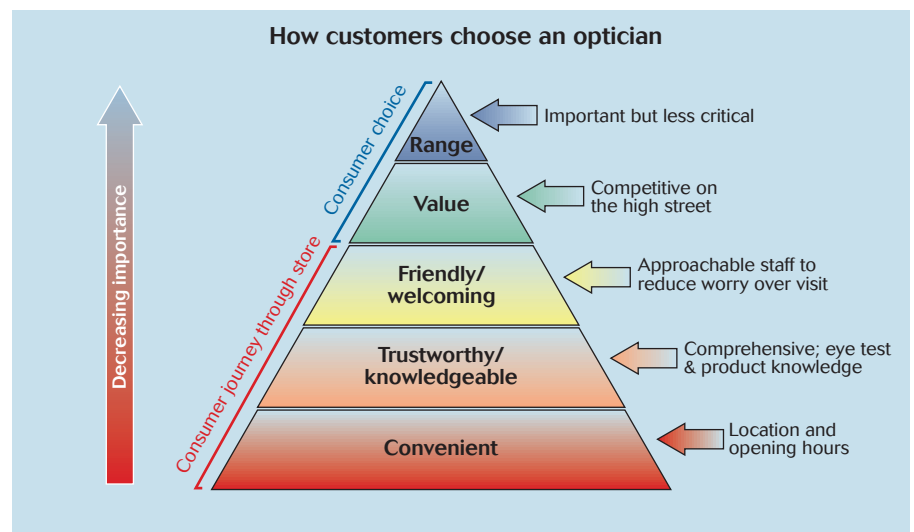 How customers choose an optician
Decreasing importance
Consumer choice
Consumer journey through store
Range
Important but less critical
Value
Competitive on
the high street
Friendly/
welcoming
Approachable staff to
reduce worry over visit
Trustworthy/
knowledgeable
Comprehensive; eye test
& product knowledge
Convenient
Location and
opening hours